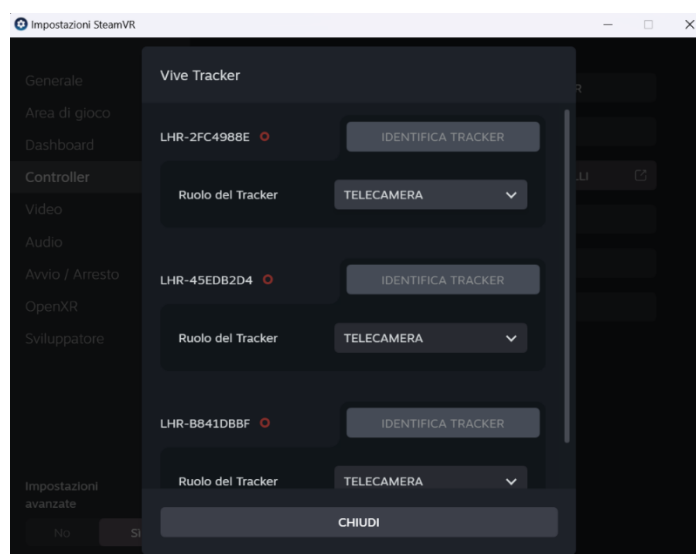 Impostazioni SteamVR
Generale
Area di gioco
Dashboard
Controller
Video
Audio
Avvio / Arresto
OpenXR
Sviluppatore
Impostazioni
avanzate
No
Vive Tracker
LHR-2FC4988E
IDENTIFICA TRACKER
Ruolo del Tracker
TELECAMERA
LHR-45EDB2D4
IDENTIFICA TRACKER
Ruolo del Tracker
TELECAMERA
LHR-B841DBBF
IDENTIFICA TRACKER
Ruolo del Tracker
TELECAMERA
CHIUDI